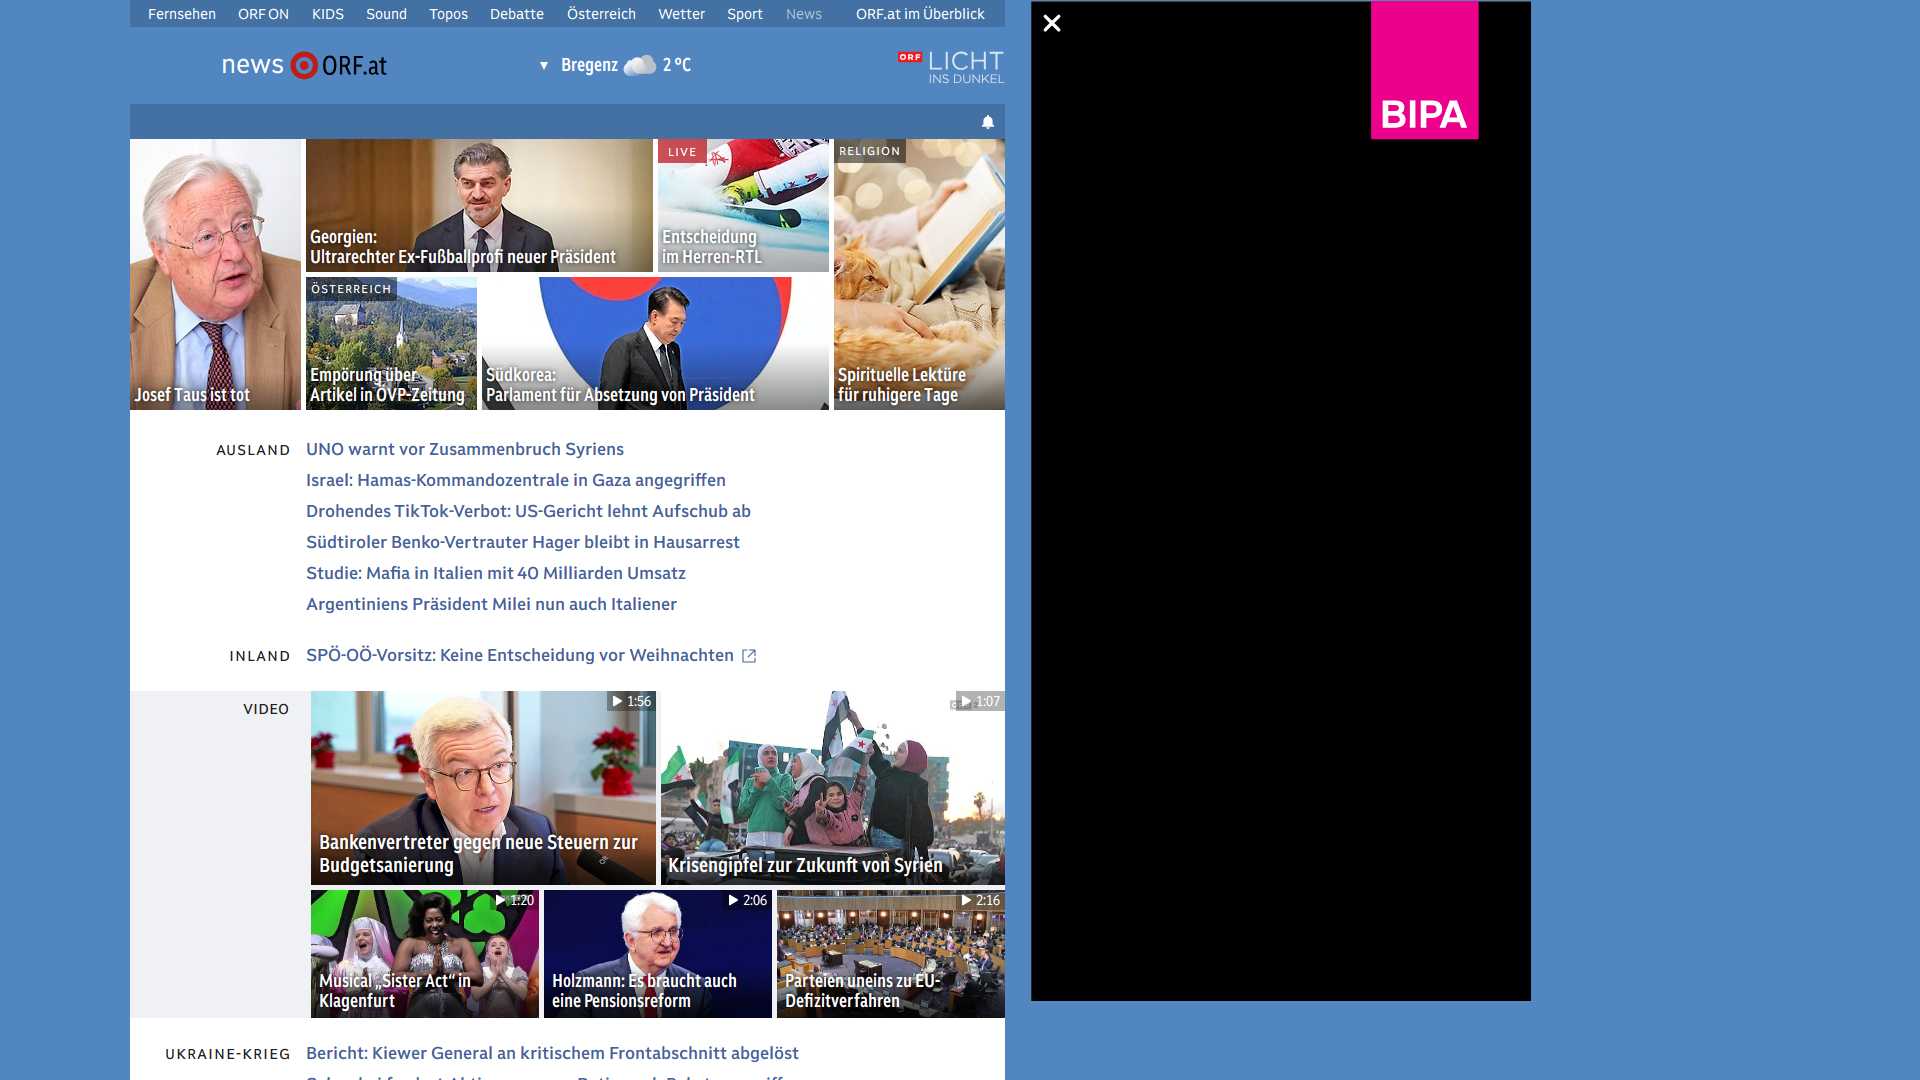 Fernsehen ORF ON KIDS Sound Topos Debatte Österreich Wetter Sport News ORF.at im Überblick
news ORF.at
Bregenz 2 °C
ORF LICHT
INS DUNKEL
BIPA
Josef Taus ist tot
Georgien:
Ultrarechter Ex-Fußballprofi neuer Präsident
LIVE
Entscheidung
im Herren-RTL
RELIGION
Spirituelle Lektüre
für ruhigere Tage
ÖSTERREICH
Empörung über
Artikel in ÖVP-Zeitung
Südkorea:
Parlament für Absetzung von Präsident
AUSLAND
UNO warnt vor Zusammenbruch Syriens
Israel: Hamas-Kommandozentrale in Gaza angegriffen
Drohendes TikTok-Verbot: US-Gericht lehnt Aufschub ab
Südtiroler Benko-Vertrauter Hager bleibt in Hausarrest
Studie: Mafia in Italien mit 40 Milliarden Umsatz
Argentiniens Präsident Milei nun auch Italiener
INLAND
SPÖ-OÖ-Vorsitz: Keine Entscheidung vor Weihnachten
VIDEO
1:56
Bankenvertreter gegen neue Steuern zur
Budgetsanierung
1:07
Krisengipfel zur Zukunft von Syrien
1:20
Musical „Sister Act“ in
Klagenfurt
2:06
Holzmann: Es braucht auch
eine Pensionsreform
2:16
Parteien uneins zu EU-
Defizitverfahren
UKRAINE-KRIEG
Bericht: Kiewer General an kritischem Frontabschnitt abgelöst